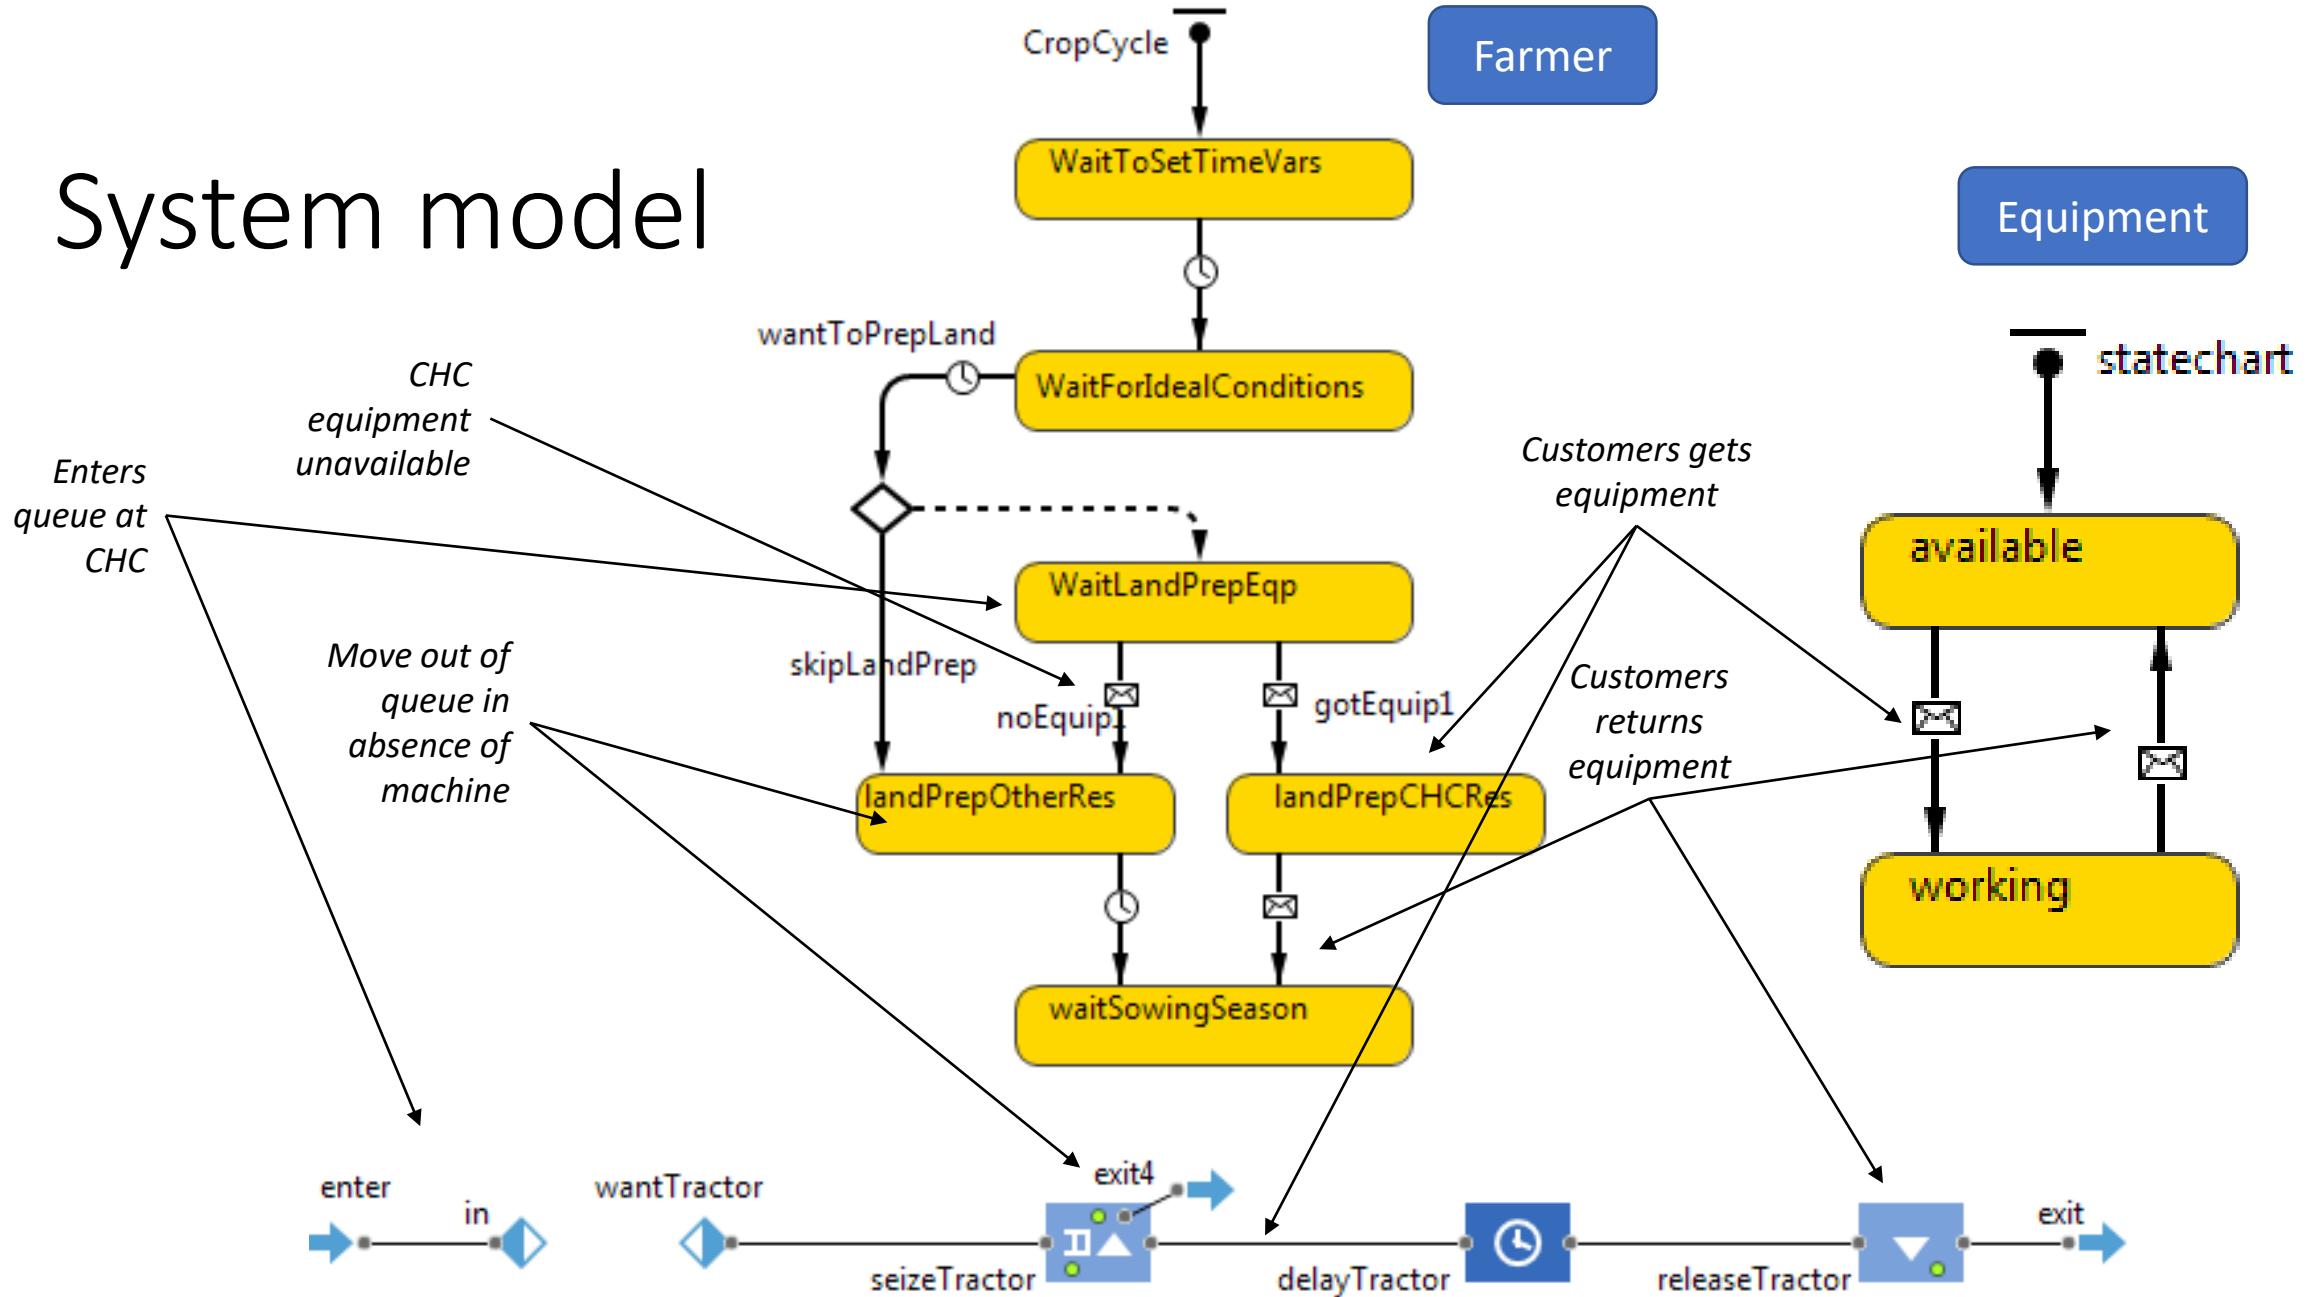 CropCycle
Farmer
WaitToSetTimeVars
System model
Equipment
wantToPrepLand
statechart
CHC
equipment
unavailable
WaitForIdealConditions
Customers gets
equipment
Enters
queue at
CHC
available
WaitLandPrepEqp
Move out of
queue in
absence of
machine
skipLandPrep
noEquip1
gotEquip1
Customers
returns
equipment
landPrepOtherRes
landPrepCHCRes
working
waitSowingSeason
enter
in
wantTractor
exit4
exit
seizeTractor
delayTractor
releaseTractor